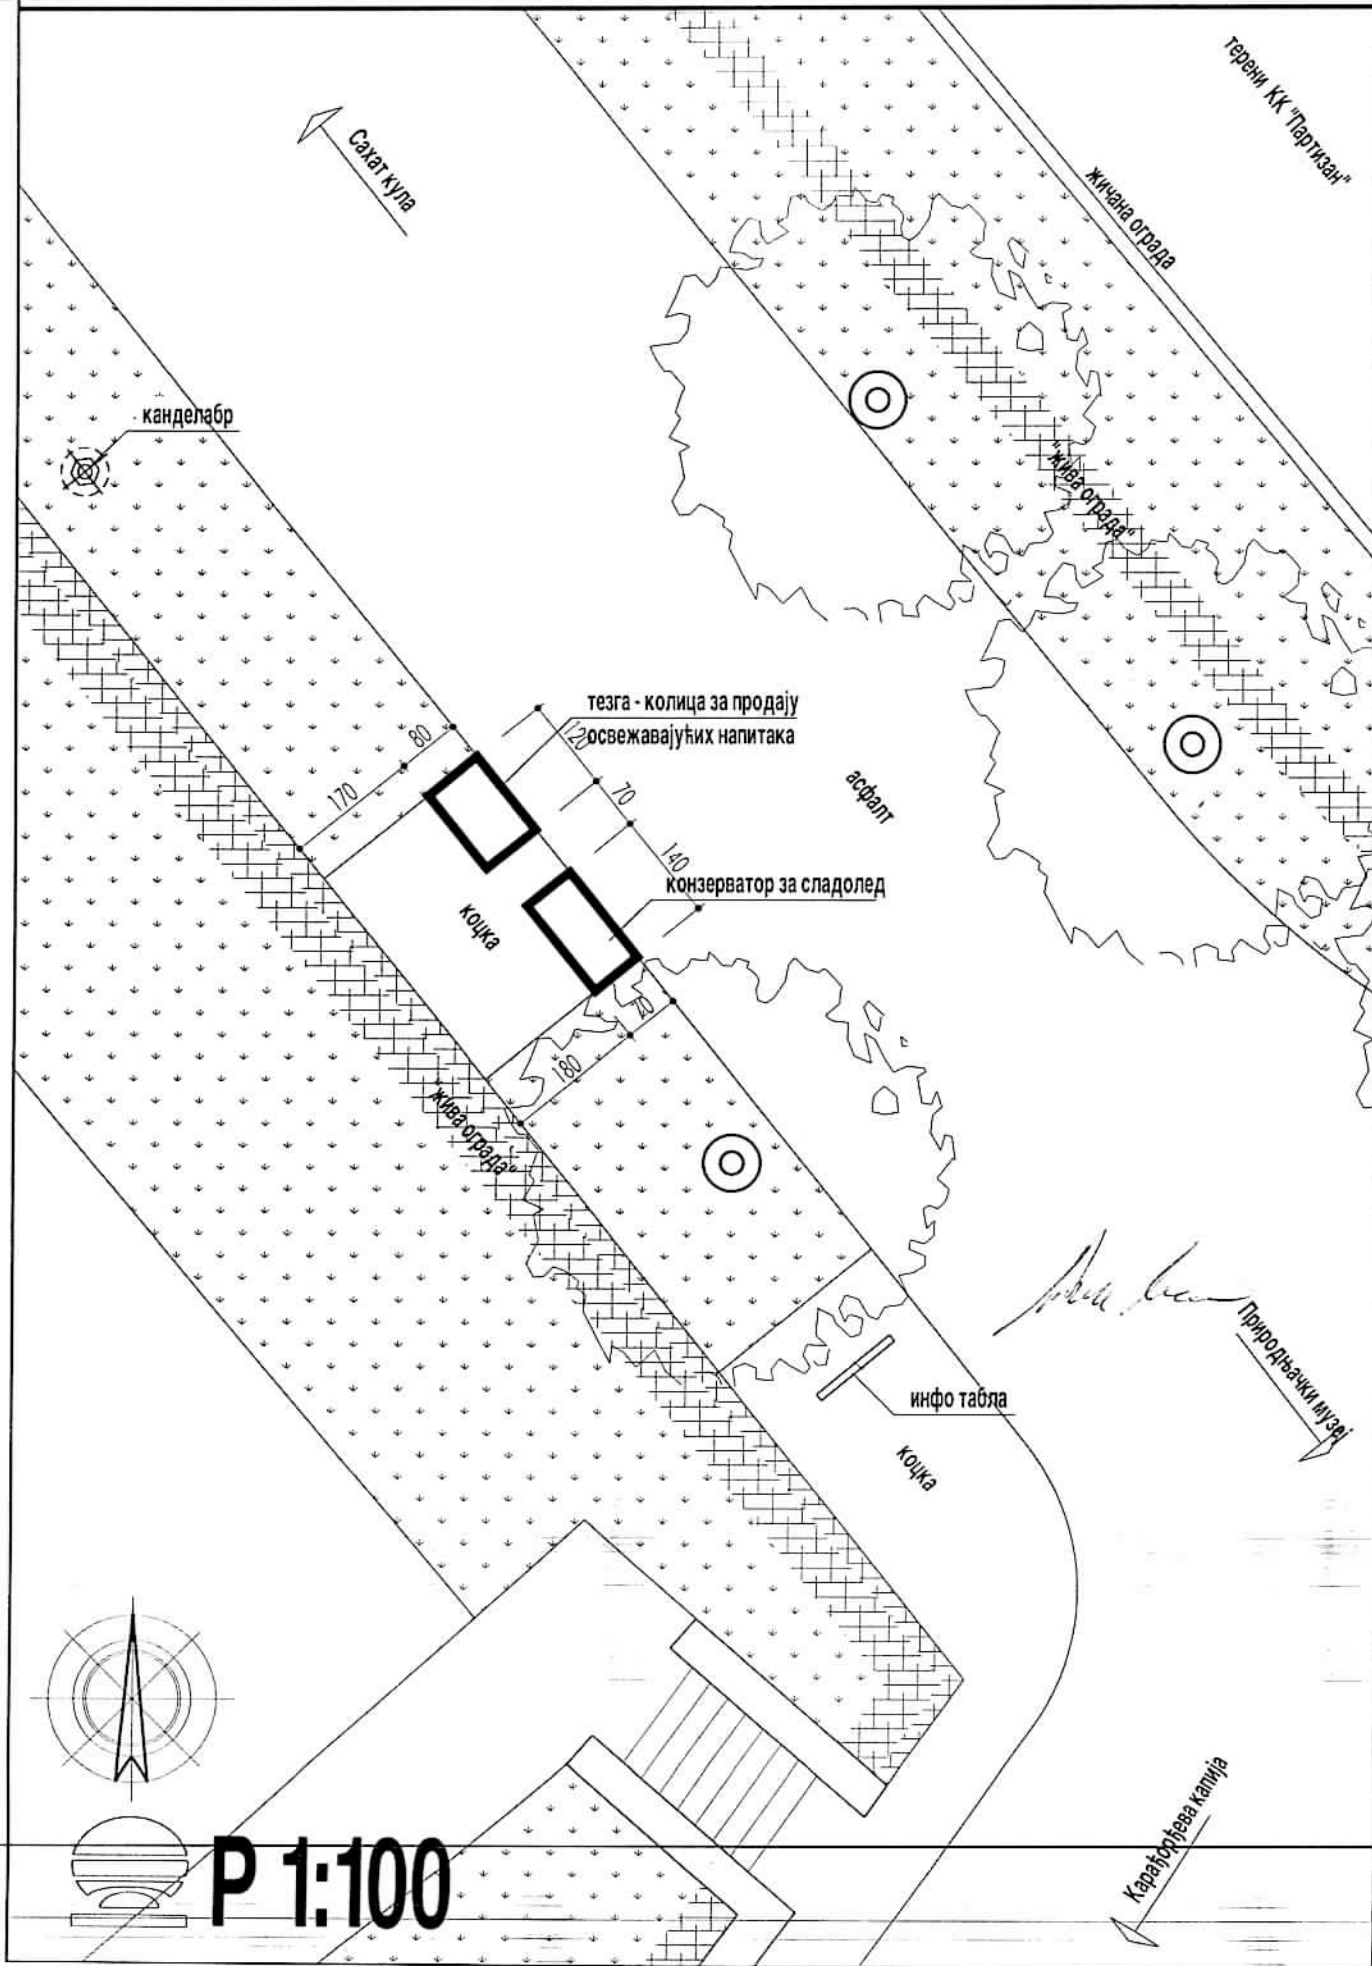 терени КК "Партизан"
Сахат кула
жичана ограда
канделабр
"жива ограда"
тезга - колица за продају
освежавајућих напитака
120
80
170
70
асфалт
140
конзерватор за сладолед
коцка
70
180
"жива ограда"
Природњачки музеј
инфо табла
коцка
Карађорђева капија
Р 1:100